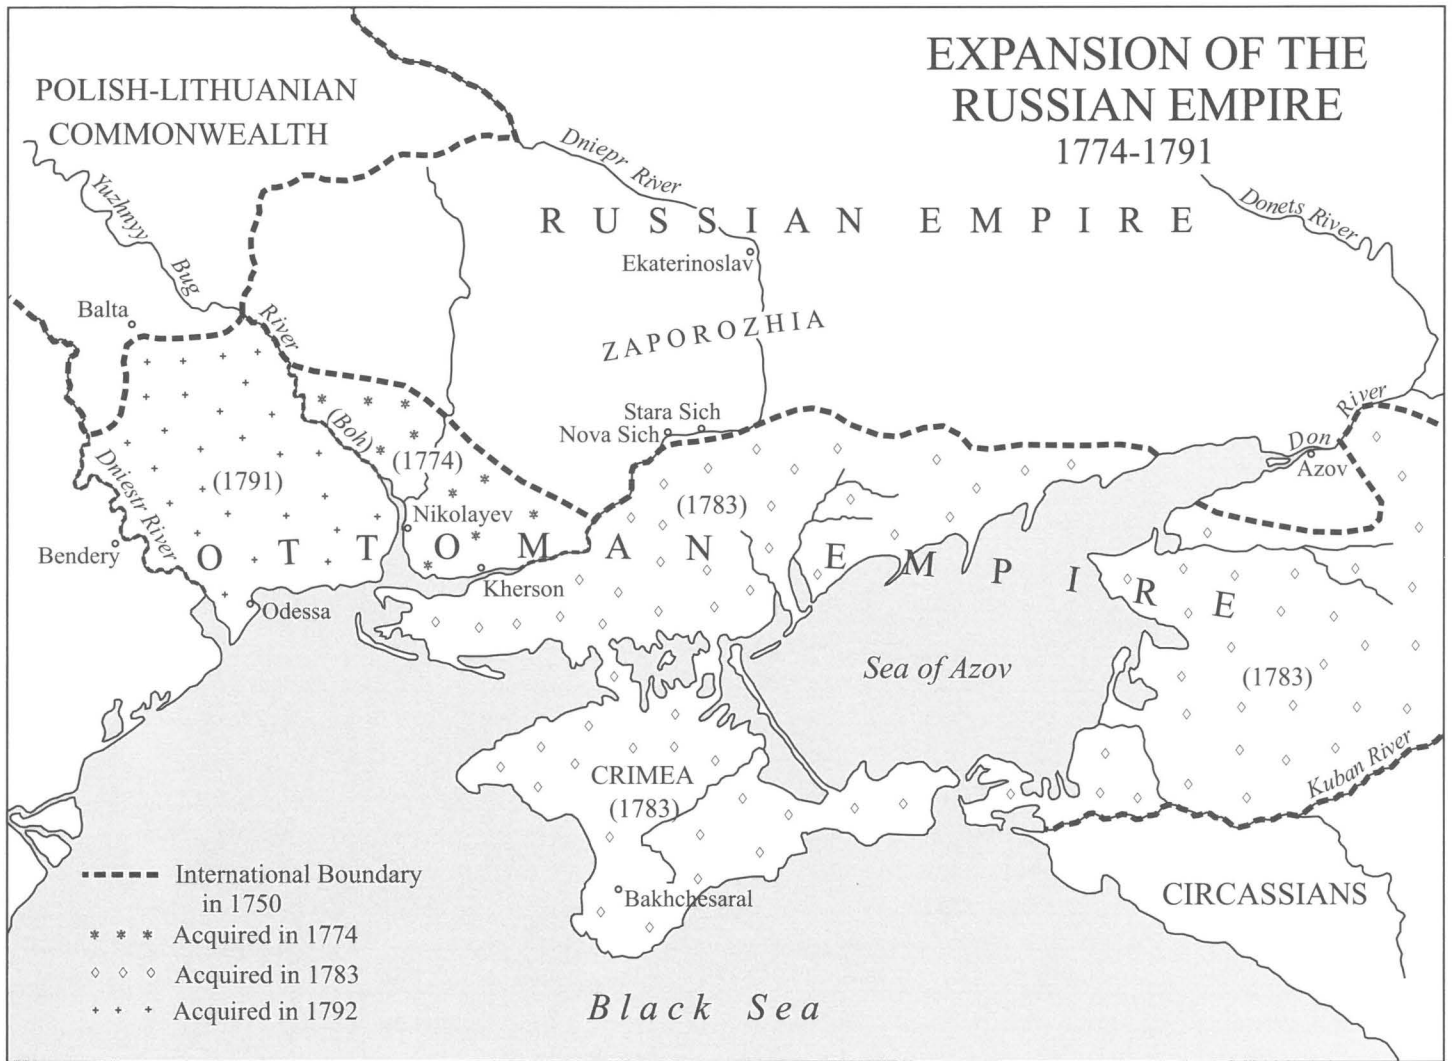 EXPANSION OF THE
RUSSIAN EMPIRE
1774-1791
POLISH-LITHUANIAN
COMMONWEALTH
Dniepr River
Yuzhnyy
Bug
River
(Boh)
Donets River
RUSSIAN EMPIRE
Ekaterinoslav
Balta
ZAPOROZHIA
Stara Sich
Nova Sich
River
Don
Azov
Dniestr River
(1791)
(1774)
(1783)
Nikolayev
Bendery
OTTOMAN EMPIRE
Kherson
Odessa
Sea of Azov
(1783)
Kuban River
CRIMEA
(1783)
Bakhchesaral
CIRCASSIANS
International Boundary
in 1750
Acquired in 1774
Acquired in 1783
Acquired in 1792
Black Sea